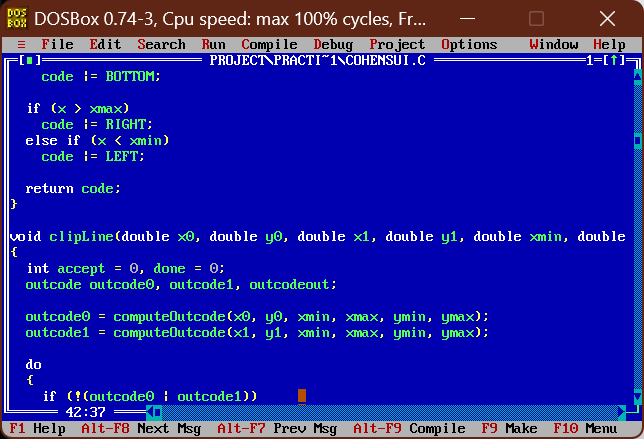 DOS BOX DOSBox 0.74-3, Cpu speed: max 100% cycles, Fr...
≡ File Edit Search Run Compile Debug Project Options Window Help
[■] PROJECT\PRACTI~1\COHENSUI.C 1=[↑]
code |= BOTTOM;
if (x > xmax)
code |= RIGHT;
else if (x < xmin)
code |= LEFT;
return code;
}
void clipLine(double x0, double y0, double x1, double y1, double xmin, double
{
int accept = 0, done = 0;
outcode outcode0, outcode1, outcodeout;
outcode0 = computeOutcode(x0, y0, xmin, xmax, ymin, ymax);
outcode1 = computeOutcode(x1, y1, xmin, xmax, ymin, ymax);
do
{
if (!(outcode0 | outcode1))
42:37
F1 Help Alt-F8 Next Msg Alt-F7 Prev Msg Alt-F9 Compile F9 Make F10 Menu